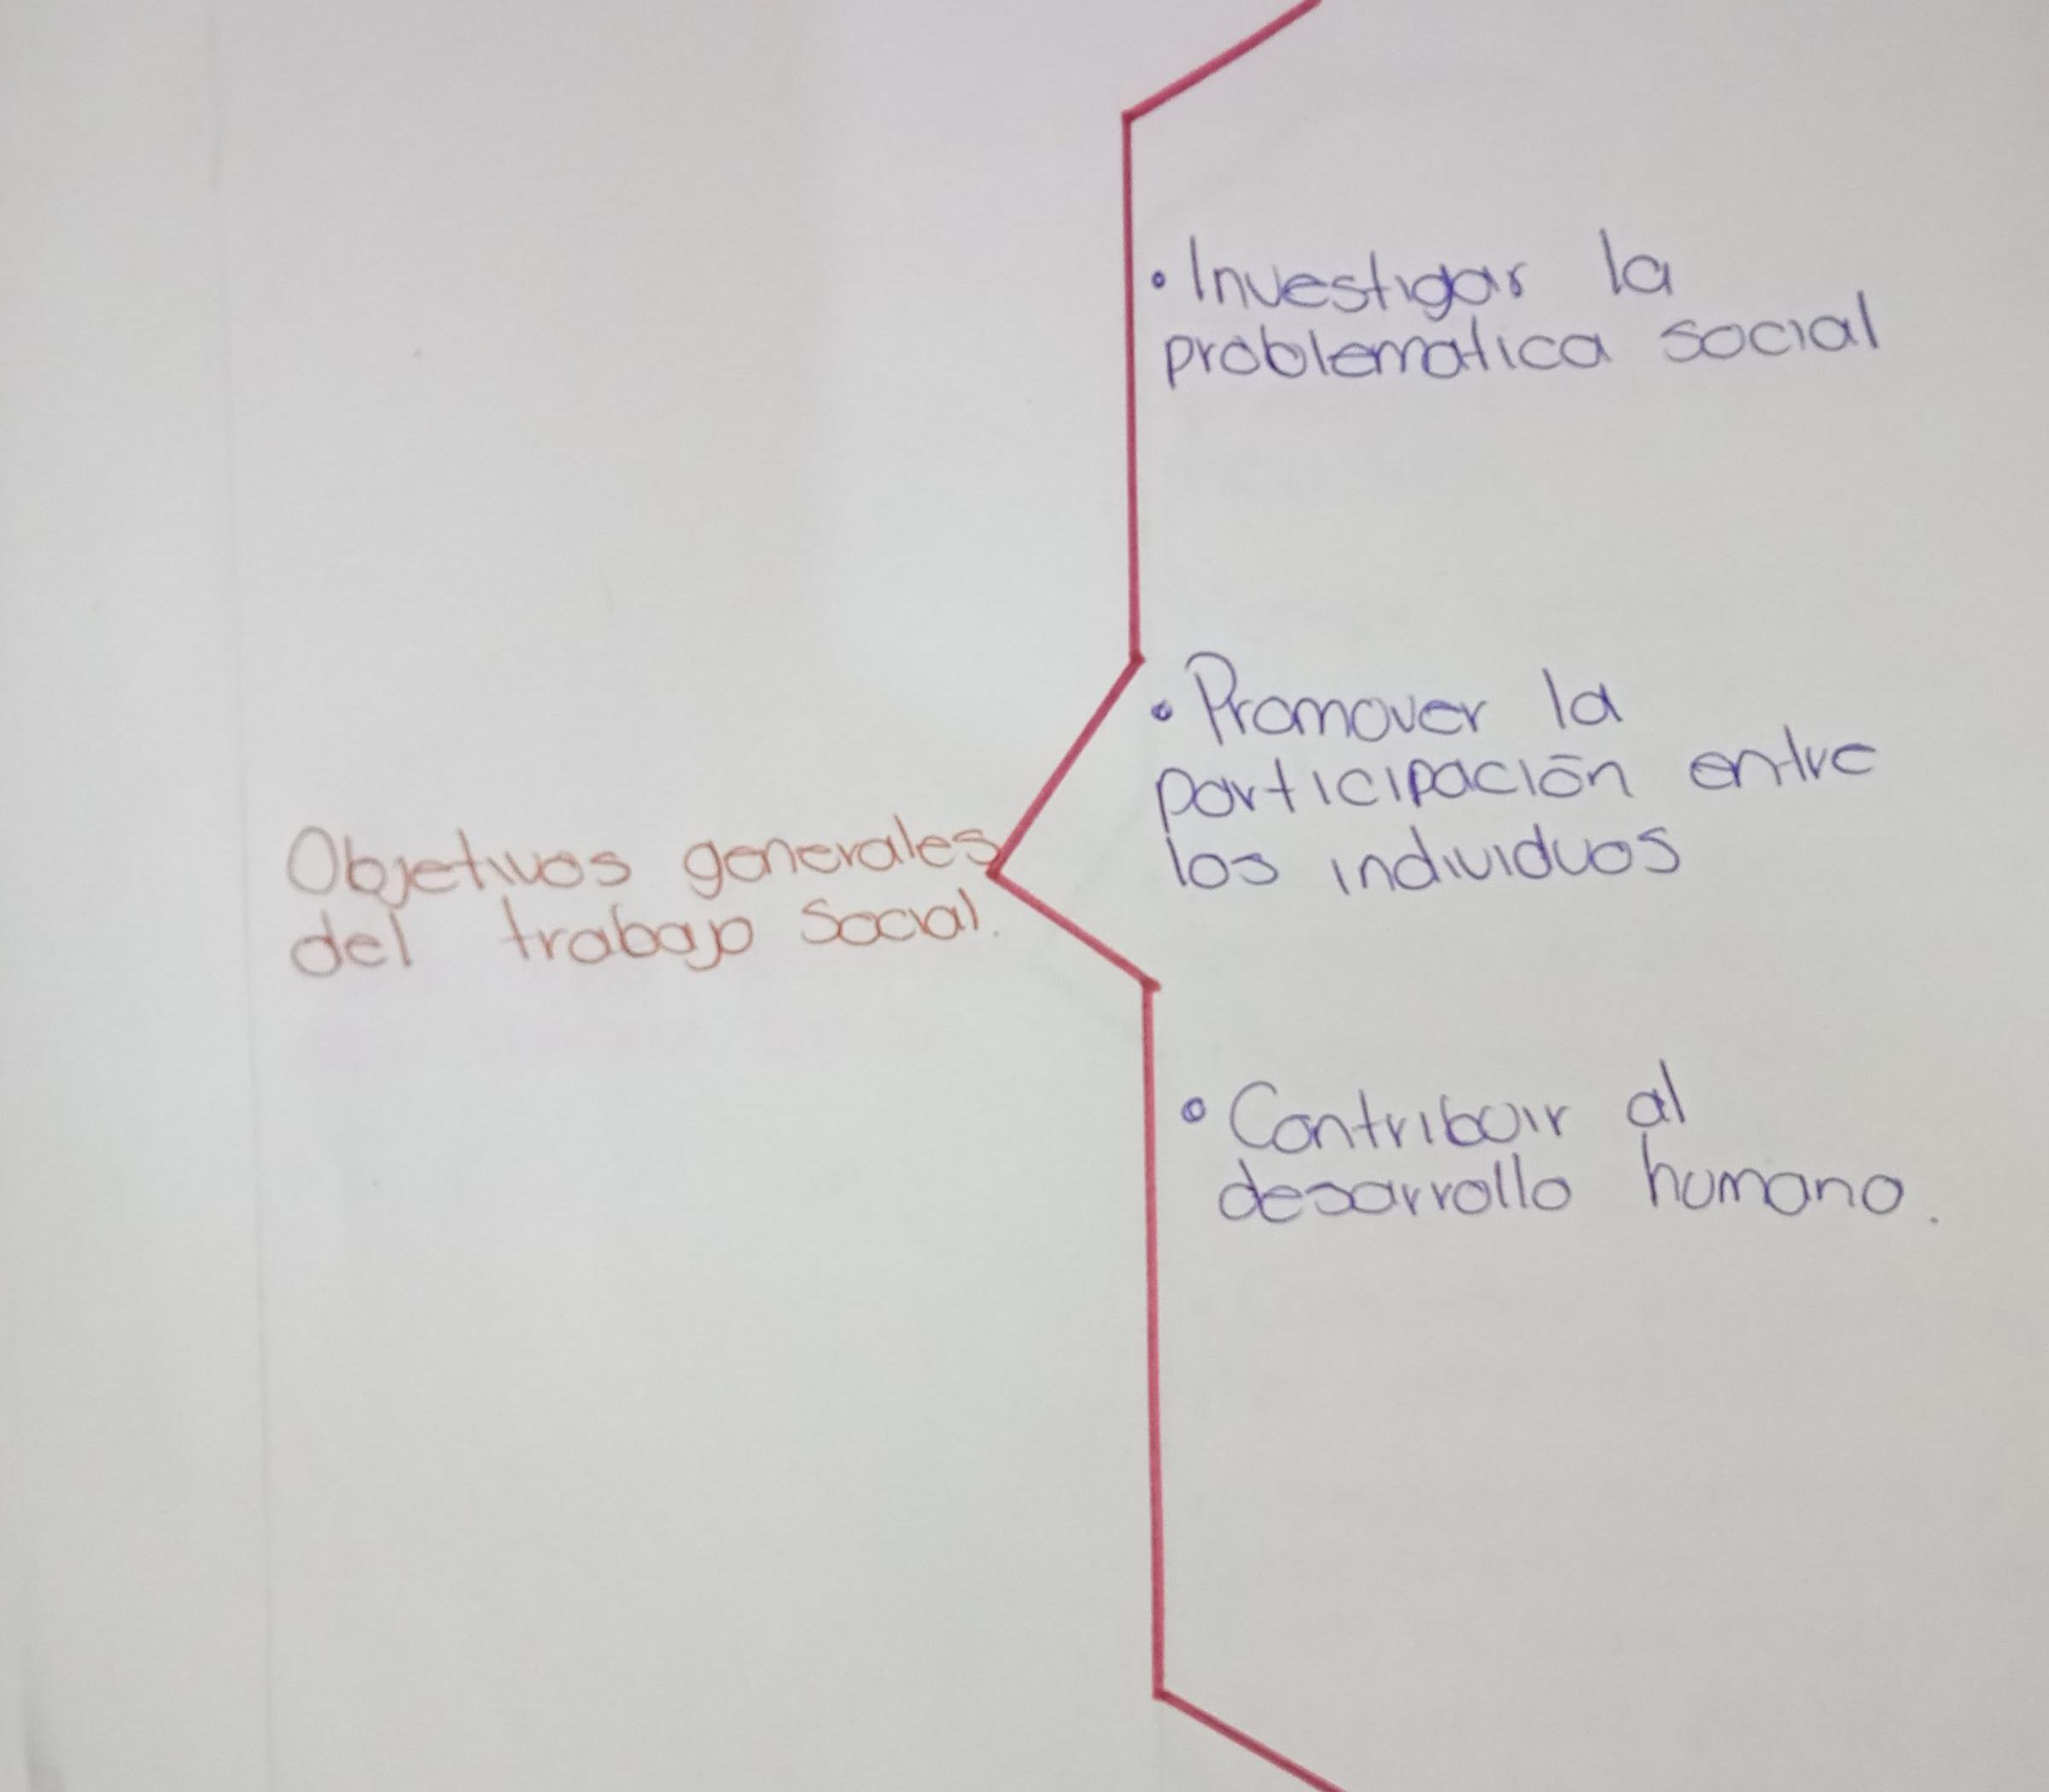 Objetivos generales
del trabajo Social.
• Investigar la
problematica social
• Promover la
participación entre
los individuos
• Contribuir al
desarrollo humano.